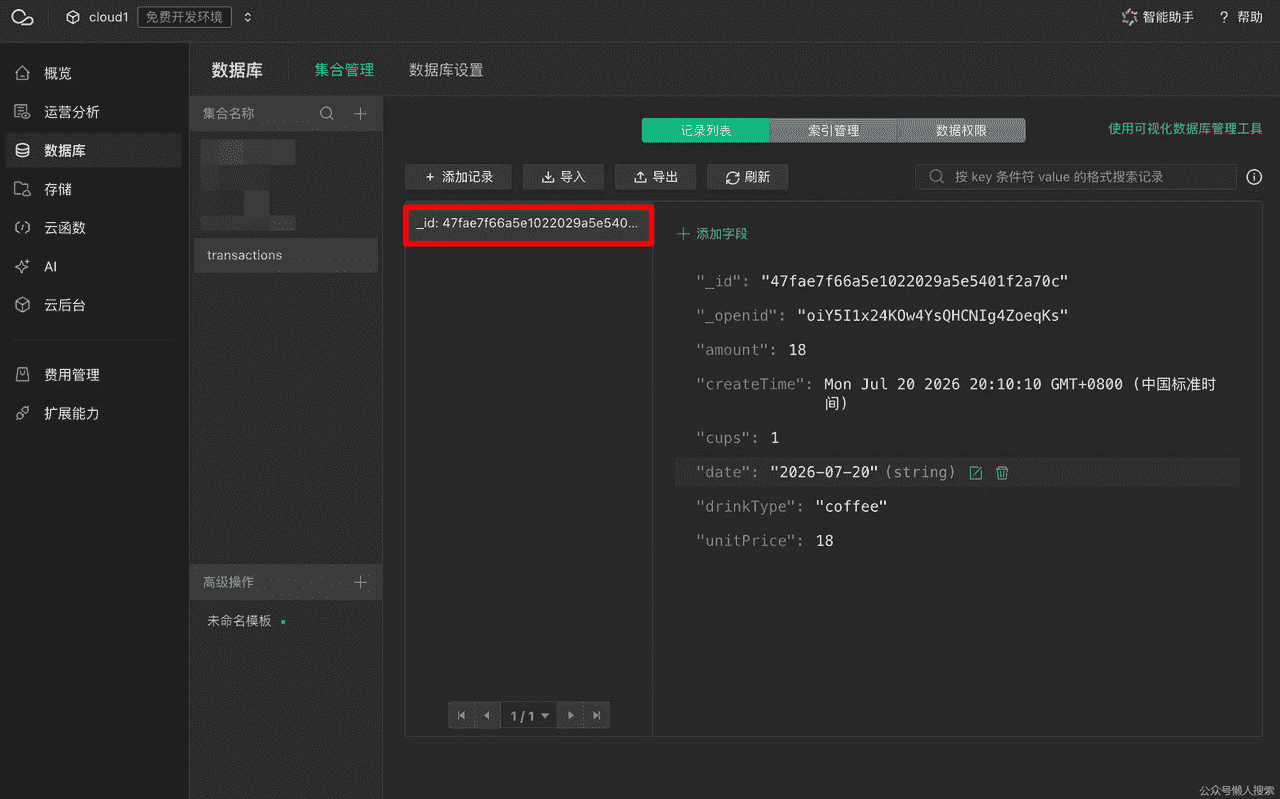 cloud1 免费开发环境
智能助手 ? 帮助
概览
运营分析
数据库
存储
云函数
AI
云后台
费用管理
扩展能力
数据库 集合管理 数据库设置
集合名称
transactions
高级操作
未命名模板
记录列表 索引管理 数据权限
使用可视化数据库管理工具
+ 添加记录 导入 导出 刷新
按 key 条件符 value 的格式搜索记录
_id: 47fae7f66a5e1022029a5e540...
+ 添加字段
"_id": "47fae7f66a5e1022029a5e5401f2a70c"
"_openid": "oiY5I1x24KOw4YsQHCNIg4ZoeqKs"
"amount": 18
"createTime": Mon Jul 20 2026 20:10:10 GMT+0800 (中国标准时
间)
"cups": 1
"date": "2026-07-20" (string)
"drinkType": "coffee"
"unitPrice": 18
1 / 1
公众号懒人搜索